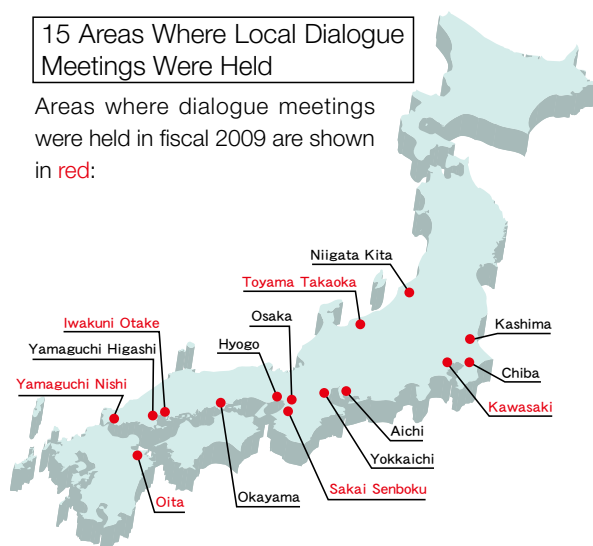 15 Areas Where Local Dialogue
Meetings Were Held
Areas where dialogue meetings
were held in fiscal 2009 are shown
in red:
Niigata Kita
Toyama Takaoka
Osaka
Iwakuni Otake
Kashima
Hyogo
Yamaguchi Higashi
Chiba
Yamaguchi Nishi
Kawasaki
Aichi
Yokkaichi
Sakai Senboku
Okayama
Oita